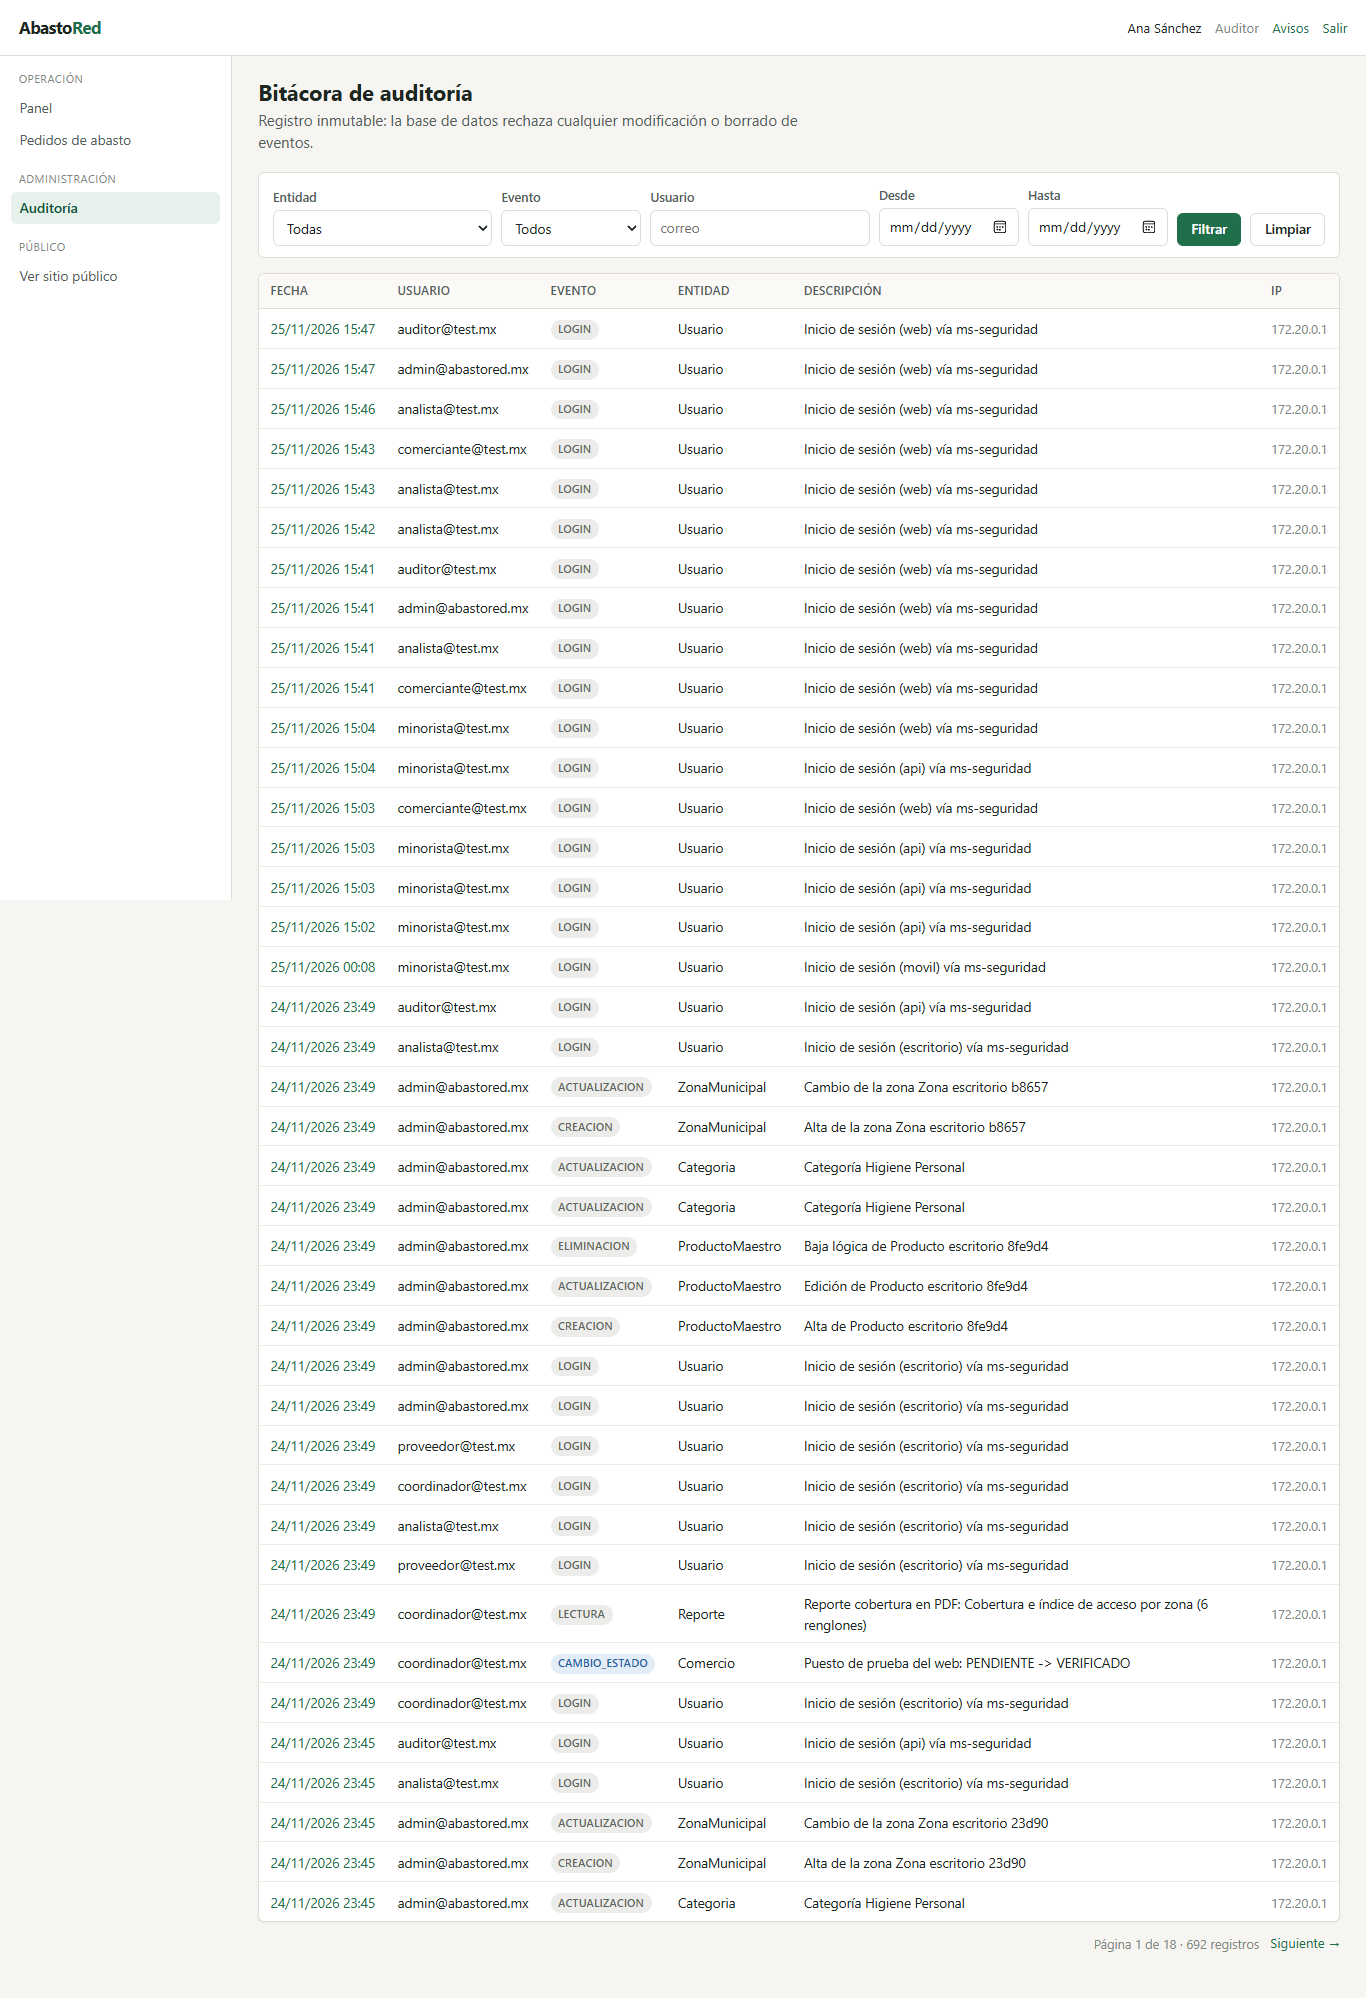 AbastoRed
Ana Sánchez Auditor Avisos Salir
OPERACIÓN
Panel
Pedidos de abasto
ADMINISTRACIÓN
Auditoría
PÚBLICO
Ver sitio público
Bitácora de auditoría
Registro inmutable: la base de datos rechaza cualquier modificación o borrado de
eventos.
Entidad Evento Usuario Desde Hasta
Todas Todos correo mm/dd/yyyy mm/dd/yyyy Filtrar Limpiar
FECHA USUARIO EVENTO ENTIDAD DESCRIPCIÓN IP
25/11/2026 15:47 auditor@test.mx LOGIN Usuario Inicio de sesión (web) vía ms-seguridad 172.20.0.1
25/11/2026 15:47 admin@abastored.mx LOGIN Usuario Inicio de sesión (web) vía ms-seguridad 172.20.0.1
25/11/2026 15:46 analista@test.mx LOGIN Usuario Inicio de sesión (web) vía ms-seguridad 172.20.0.1
25/11/2026 15:43 comerciante@test.mx LOGIN Usuario Inicio de sesión (web) vía ms-seguridad 172.20.0.1
25/11/2026 15:43 analista@test.mx LOGIN Usuario Inicio de sesión (web) vía ms-seguridad 172.20.0.1
25/11/2026 15:42 analista@test.mx LOGIN Usuario Inicio de sesión (web) vía ms-seguridad 172.20.0.1
25/11/2026 15:41 auditor@test.mx LOGIN Usuario Inicio de sesión (web) vía ms-seguridad 172.20.0.1
25/11/2026 15:41 admin@abastored.mx LOGIN Usuario Inicio de sesión (web) vía ms-seguridad 172.20.0.1
25/11/2026 15:41 analista@test.mx LOGIN Usuario Inicio de sesión (web) vía ms-seguridad 172.20.0.1
25/11/2026 15:41 comerciante@test.mx LOGIN Usuario Inicio de sesión (web) vía ms-seguridad 172.20.0.1
25/11/2026 15:04 minorista@test.mx LOGIN Usuario Inicio de sesión (web) vía ms-seguridad 172.20.0.1
25/11/2026 15:04 minorista@test.mx LOGIN Usuario Inicio de sesión (api) vía ms-seguridad 172.20.0.1
25/11/2026 15:03 comerciante@test.mx LOGIN Usuario Inicio de sesión (web) vía ms-seguridad 172.20.0.1
25/11/2026 15:03 minorista@test.mx LOGIN Usuario Inicio de sesión (api) vía ms-seguridad 172.20.0.1
25/11/2026 15:03 minorista@test.mx LOGIN Usuario Inicio de sesión (api) vía ms-seguridad 172.20.0.1
25/11/2026 15:02 minorista@test.mx LOGIN Usuario Inicio de sesión (api) vía ms-seguridad 172.20.0.1
25/11/2026 00:08 minorista@test.mx LOGIN Usuario Inicio de sesión (movil) vía ms-seguridad 172.20.0.1
24/11/2026 23:49 auditor@test.mx LOGIN Usuario Inicio de sesión (api) vía ms-seguridad 172.20.0.1
24/11/2026 23:49 analista@test.mx LOGIN Usuario Inicio de sesión (escritorio) vía ms-seguridad 172.20.0.1
24/11/2026 23:49 admin@abastored.mx ACTUALIZACION ZonaMunicipal Cambio de la zona Zona escritorio b8657 172.20.0.1
24/11/2026 23:49 admin@abastored.mx CREACION ZonaMunicipal Alta de la zona Zona escritorio b8657 172.20.0.1
24/11/2026 23:49 admin@abastored.mx ACTUALIZACION Categoria Categoría Higiene Personal 172.20.0.1
24/11/2026 23:49 admin@abastored.mx ACTUALIZACION Categoria Categoría Higiene Personal 172.20.0.1
24/11/2026 23:49 admin@abastored.mx ELIMINACION ProductoMaestro Baja lógica de Producto escritorio 8fe9d4 172.20.0.1
24/11/2026 23:49 admin@abastored.mx ACTUALIZACION ProductoMaestro Edición de Producto escritorio 8fe9d4 172.20.0.1
24/11/2026 23:49 admin@abastored.mx CREACION ProductoMaestro Alta de Producto escritorio 8fe9d4 172.20.0.1
24/11/2026 23:49 admin@abastored.mx LOGIN Usuario Inicio de sesión (escritorio) vía ms-seguridad 172.20.0.1
24/11/2026 23:49 admin@abastored.mx LOGIN Usuario Inicio de sesión (escritorio) vía ms-seguridad 172.20.0.1
24/11/2026 23:49 proveedor@test.mx LOGIN Usuario Inicio de sesión (escritorio) vía ms-seguridad 172.20.0.1
24/11/2026 23:49 coordinador@test.mx LOGIN Usuario Inicio de sesión (escritorio) vía ms-seguridad 172.20.0.1
24/11/2026 23:49 analista@test.mx LOGIN Usuario Inicio de sesión (escritorio) vía ms-seguridad 172.20.0.1
24/11/2026 23:49 proveedor@test.mx LOGIN Usuario Inicio de sesión (escritorio) vía ms-seguridad 172.20.0.1
24/11/2026 23:49 coordinador@test.mx LECTURA Reporte Reporte cobertura en PDF: Cobertura e índice de acceso por zona (6 172.20.0.1
renglones)
24/11/2026 23:49 coordinador@test.mx CAMBIO_ESTADO Comercio Puesto de prueba del web: PENDIENTE -> VERIFICADO 172.20.0.1
24/11/2026 23:49 coordinador@test.mx LOGIN Usuario Inicio de sesión (escritorio) vía ms-seguridad 172.20.0.1
24/11/2026 23:45 auditor@test.mx LOGIN Usuario Inicio de sesión (api) vía ms-seguridad 172.20.0.1
24/11/2026 23:45 analista@test.mx LOGIN Usuario Inicio de sesión (escritorio) vía ms-seguridad 172.20.0.1
24/11/2026 23:45 admin@abastored.mx ACTUALIZACION ZonaMunicipal Cambio de la zona Zona escritorio 23d90 172.20.0.1
24/11/2026 23:45 admin@abastored.mx CREACION ZonaMunicipal Alta de la zona Zona escritorio 23d90 172.20.0.1
24/11/2026 23:45 admin@abastored.mx ACTUALIZACION Categoria Categoría Higiene Personal 172.20.0.1
Página 1 de 18 · 692 registros Siguiente →